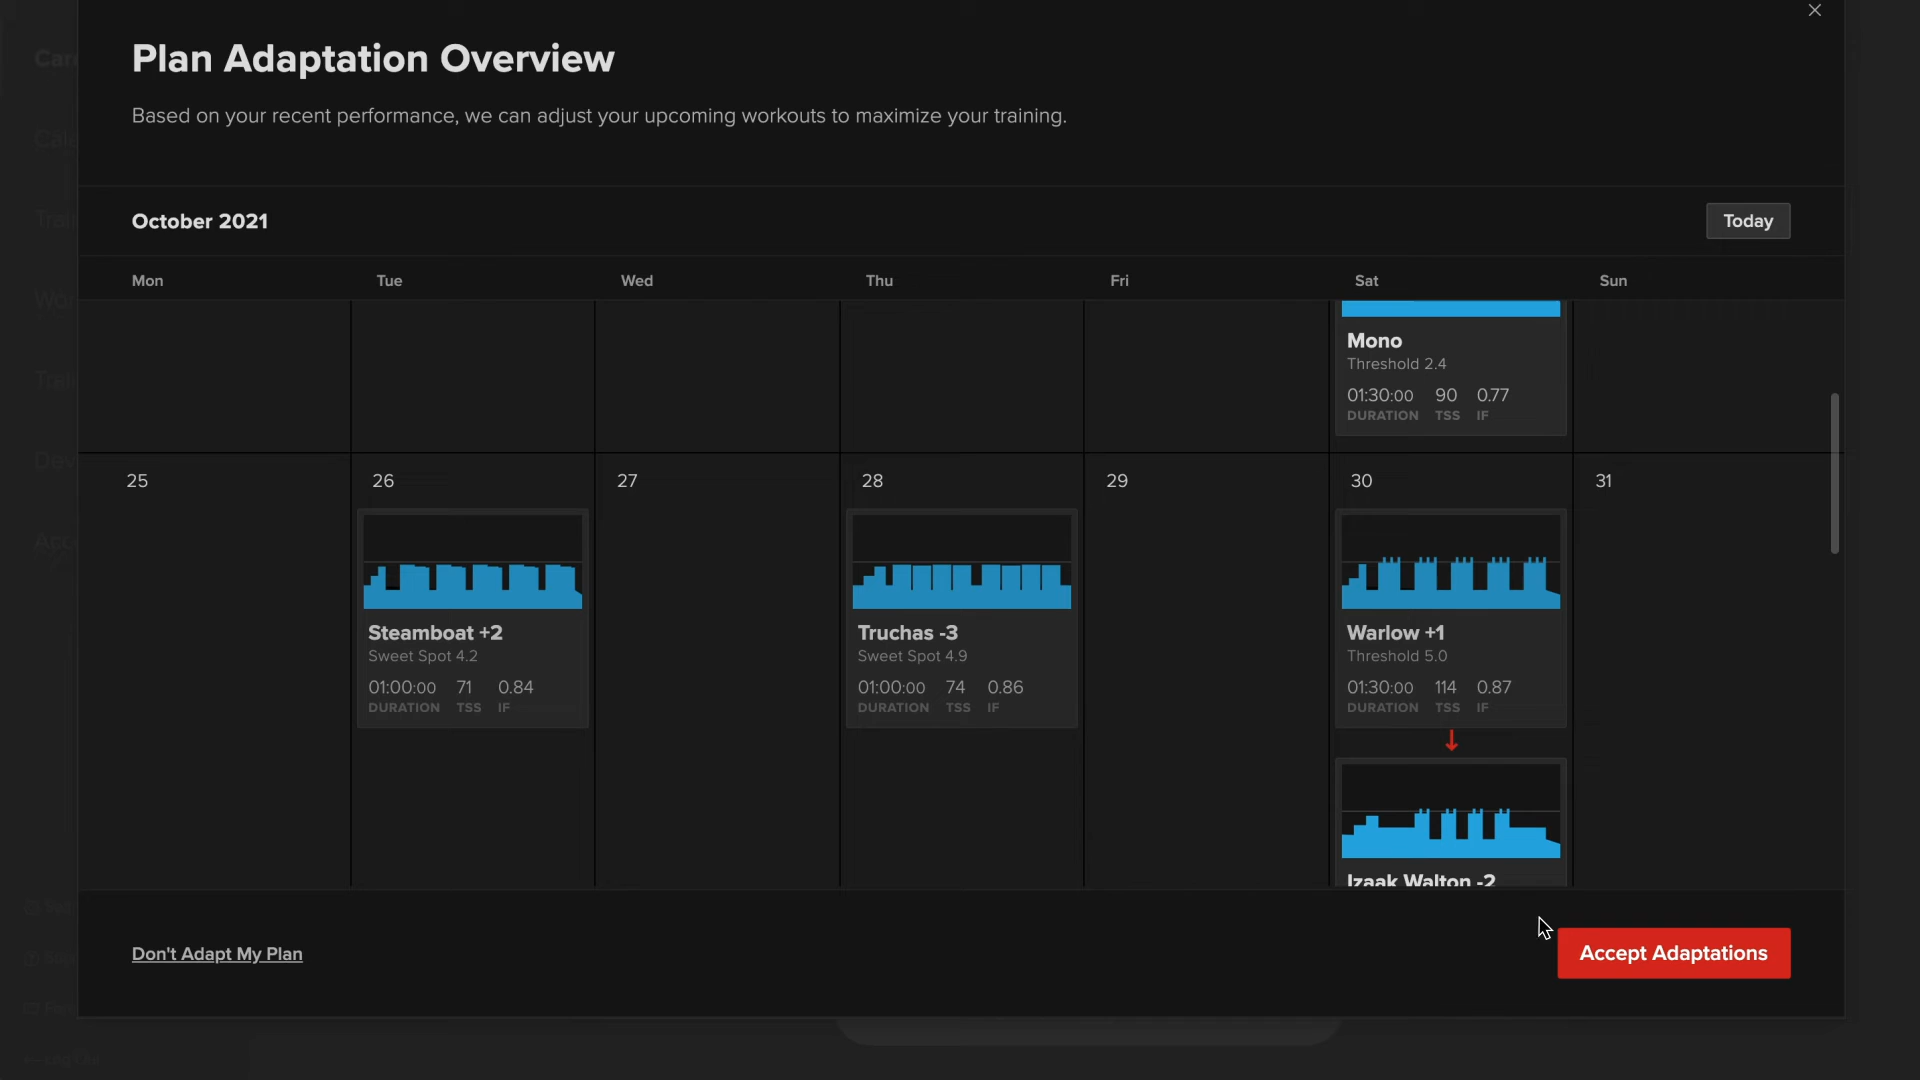 Plan Adaptation Overview
Based on your recent performance, we can adjust your upcoming workouts to maximize your training.
October 2021
Today
Mon Tue Wed Thu Fri Sat Sun
Mono
Threshold 2.4
01:30:00 90 0.77
DURATION TSS IF
25 26 27 28 29 30 31
Steamboat +2
Sweet Spot 4.2
01:00:00 71 0.84
DURATION TSS IF
Truchas -3
Sweet Spot 4.9
01:00:00 74 0.86
DURATION TSS IF
Warlow +1
Threshold 5.0
01:30:00 114 0.87
DURATION TSS IF
Izaak Walton -2
Don't Adapt My Plan
Accept Adaptations